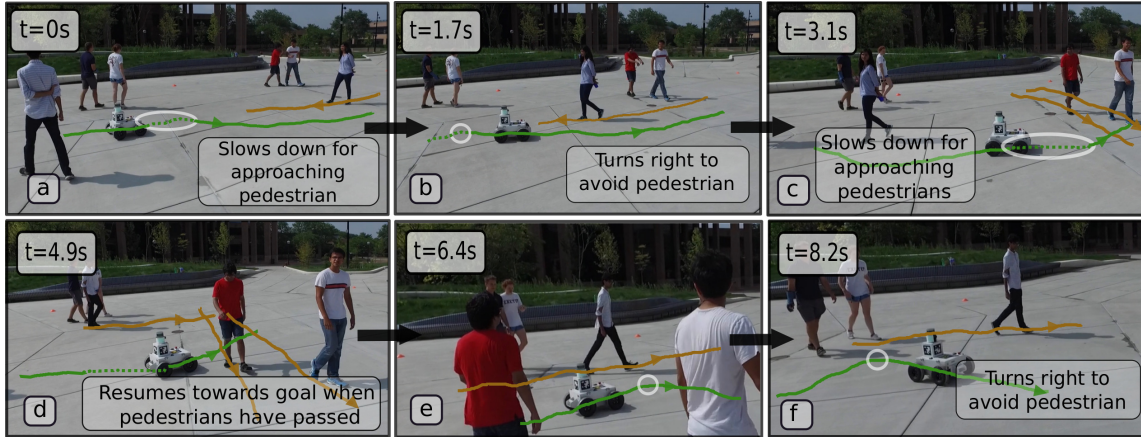 t=0s
Slows down for
approaching
pedestrian
a
t=1.7s
Turns right to
avoid pedestrian
b
t=3.1s
Slows down for
approaching
pedestrians
c
t=4.9s
Resumes towards goal when
pedestrians have passed
d
t=6.4s
e
t=8.2s
Turns right to
avoid pedestrian
f